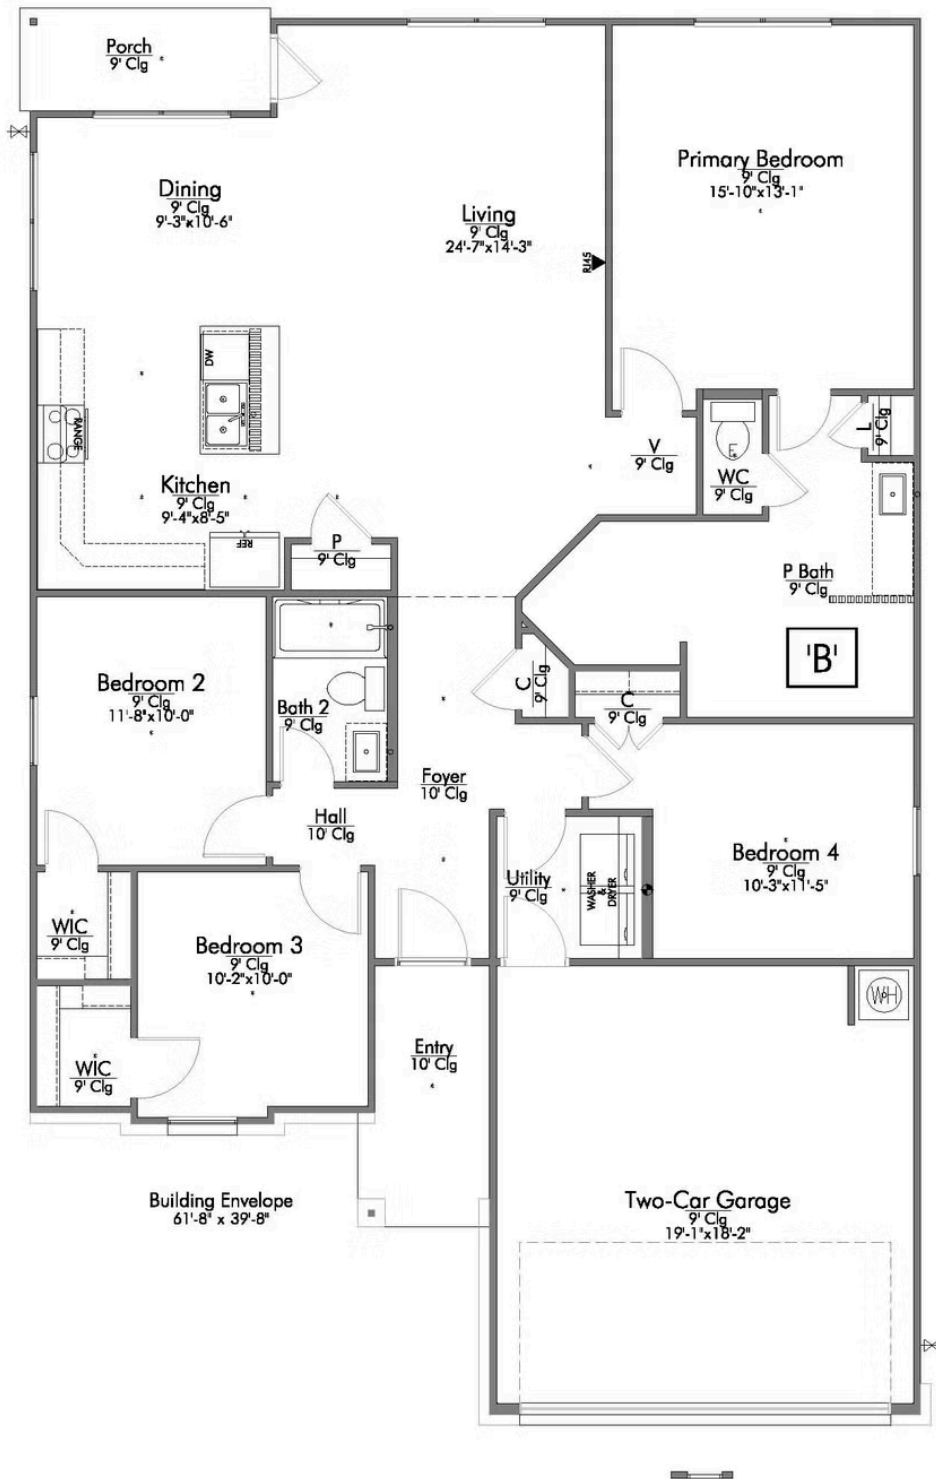 Porch
9' Clg
Dining
9' Clg
9'-3"x10'-6"
Living
9' Clg
24'-7"x14'-3"
Primary Bedroom
9' Clg
15'-10"x13'-1"
RJ45
DW
RANGE
Kitchen
9' Clg
9'-4"x8'-5"
REF
P
9' Clg
V
9' Clg
WC
9' Clg
L
9' Clg
P Bath
9' Clg
'B'
Bedroom 2
9' Clg
11'-8"x10'-0"
Bath 2
9' Clg
C
9' Clg
C
9' Clg
Foyer
10' Clg
Hall
10' Clg
Utility
9' Clg
WASHER
&
DRYER
Bedroom 4
9' Clg
10'-3"x11'-5"
WIC
9' Clg
Bedroom 3
9' Clg
10'-2"x10'-0"
WIC
9' Clg
Entry
10' Clg
WH
Building Envelope
61'-8" x 39'-8"
Two-Car Garage
9' Clg
19'-1"x18'-2"